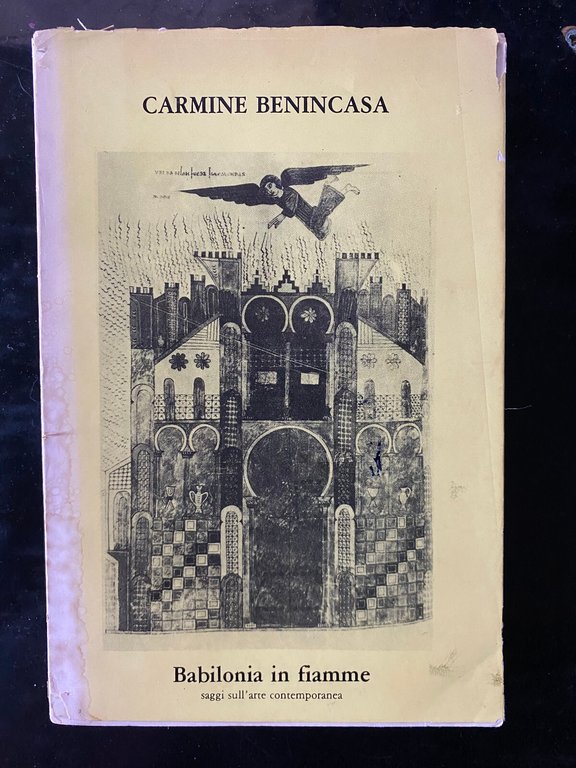 CARMINE BENINCASA
Babilonia in fiamme
saggi sull'arte contemporanea